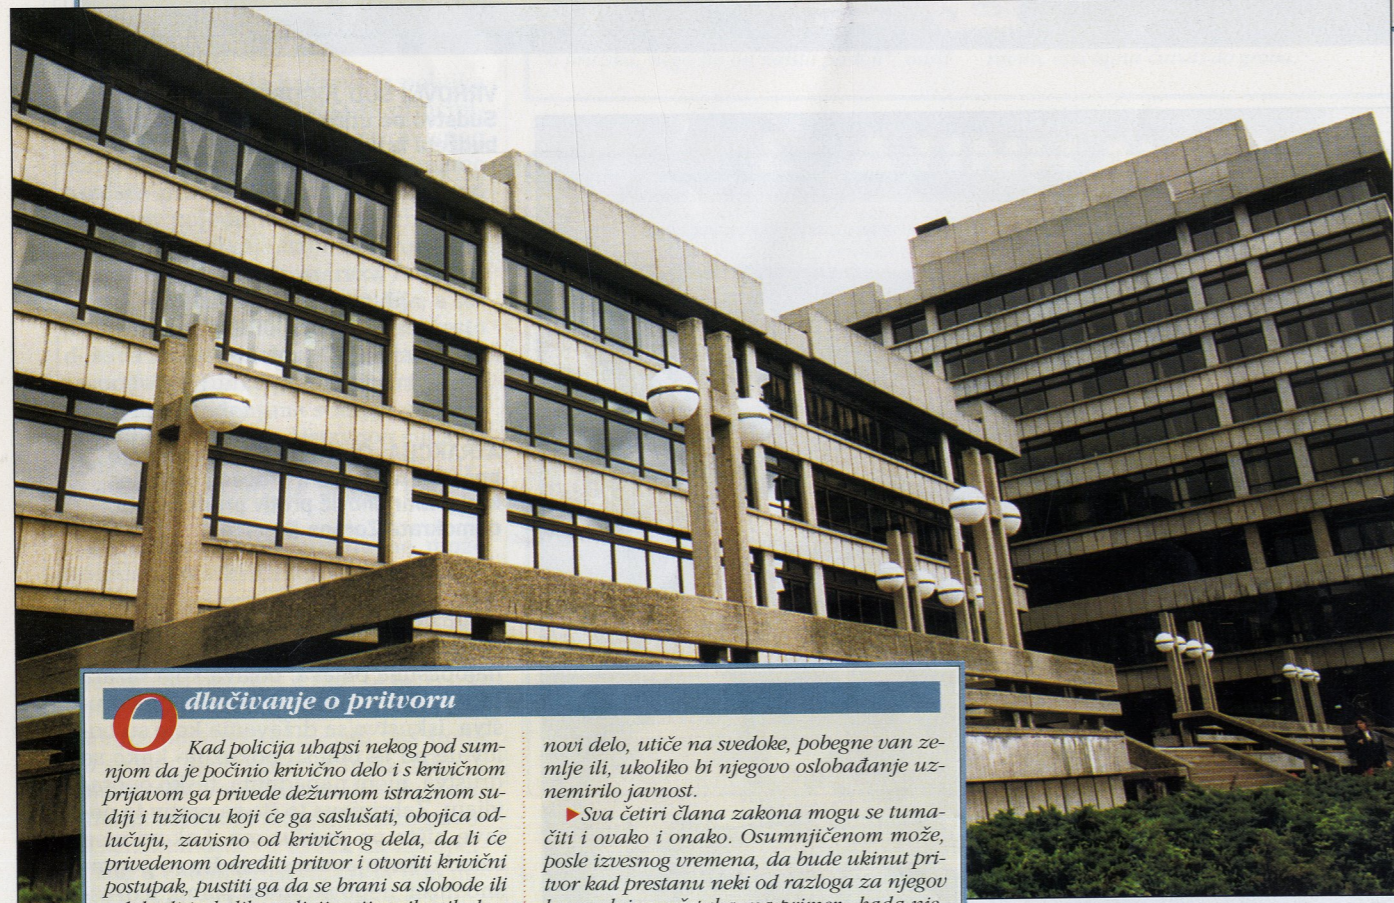 Odlučivanje o pritvoru
Kad policija uhapsi nekog pod sum-
njom da je počinio krivično delo i s krivičnom
prijavom ga privede dežurnom istražnom su-
diji i tužiocu koji će ga saslušati, obojica od-
lučuju, zavisno od krivičnog dela, da li će
privedenom odrediti pritvor i otvoriti krivični
postupak, pustiti ga da se brani sa slobode ili
novi delo, utiče na svedoke, pobegne van ze-
mlje ili, ukoliko bi njegovo oslobađanje uz-
nemirilo javnost.
▶Sva četiri člana zakona mogu se tuma-
čiti i ovako i onako. Osumnjičenom može,
posle izvesnog vremena, da bude ukinut pri-
tvor kad prestanu neki od razloga za njegov